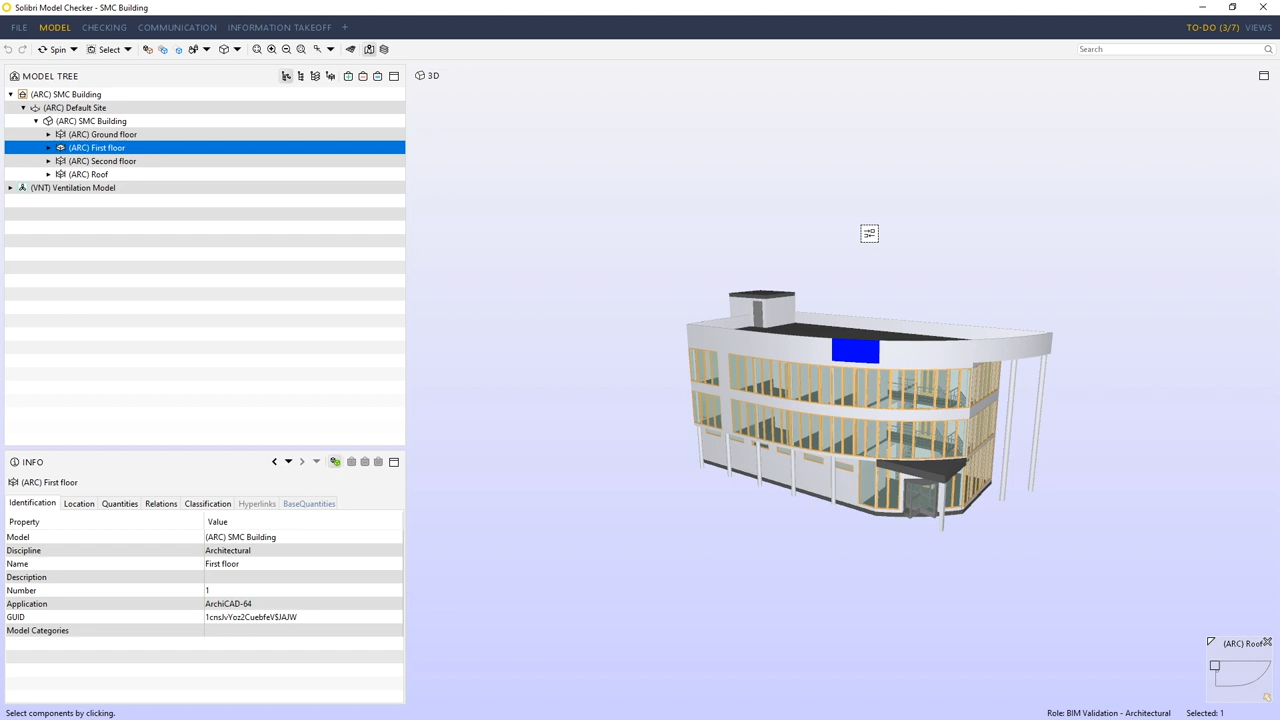 Solibri Model Checker - SMC Building
FILE MODEL CHECKING COMMUNICATION INFORMATION TAKEOFF + TO-DO (3/7) VIEWS
Spin Select Search
MODEL TREE
3D
(ARC) SMC Building
(ARC) Default Site
(ARC) SMC Building
(ARC) Ground floor
(ARC) First floor
(ARC) Second floor
(ARC) Roof
(VNT) Ventilation Model
INFO
(ARC) First floor
Identification Location Quantities Relations Classification Hyperlinks BaseQuantities
Property Value
Model (ARC) SMC Building
Discipline Architectural
Name First floor
Description
Number 1
Application ArchiCAD-64
GUID 1cnsJvYoz2CuebfeV$JAJW
Model Categories
(ARC) Roof
Select components by clicking. Role: BIM Validation - Architectural Selected: 1